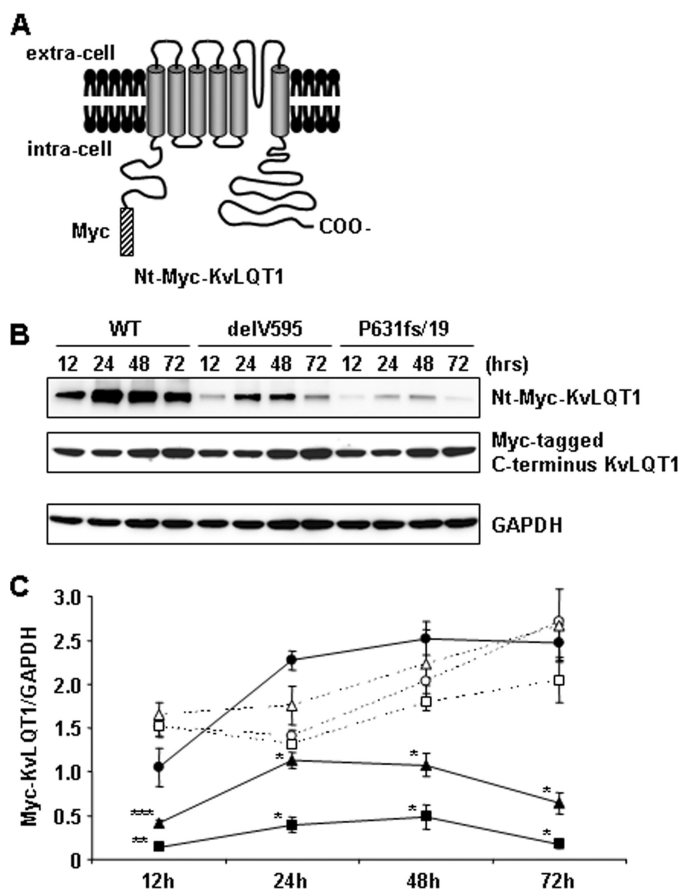 A
extra-cell
intra-cell
Myc
COO-
Nt-Myc-KvLQT1
B
WT delV595 P631fs/19
12 24 48 72 12 24 48 72 12 24 48 72 (hrs)
Nt-Myc-KvLQT1
Myc-tagged
C-terminus KvLQT1
GAPDH
C
Myc-KvLQT1/GAPDH
3.0
2.5
2.0
1.5
1.0
0.5
0
* * *
*** **
* * *
12h 24h 48h 72h